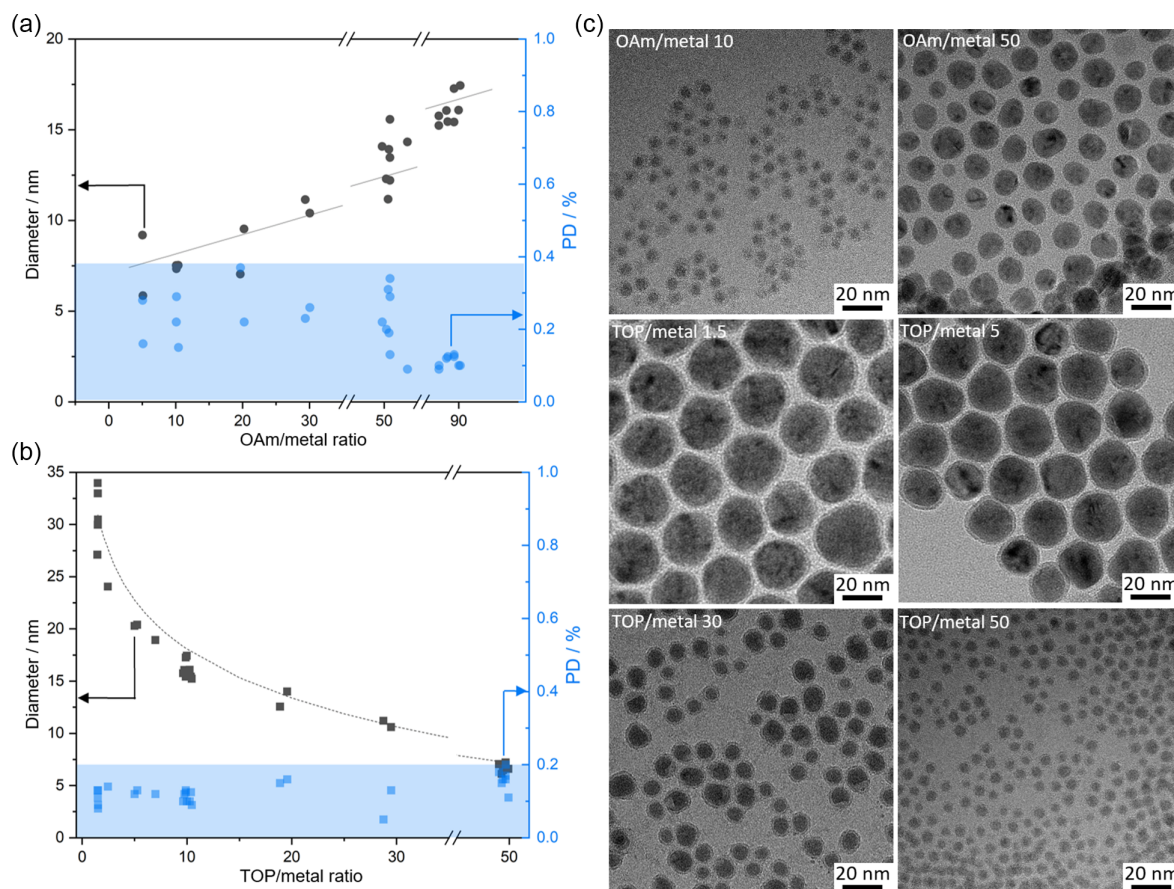 (a)
20
15
10
5
0
Diameter / nm
1.0
0.8
0.6
0.4
0.2
0.0
PD / %
0
10
20
30
50
90
OAm/metal ratio
(b)
35
30
25
20
15
10
5
0
Diameter / nm
1.0
0.8
0.6
0.4
0.2
0.0
PD / %
0
10
20
30
50
TOP/metal ratio
(c)
OAm/metal 10
20 nm
OAm/metal 50
20 nm
TOP/metal 1.5
20 nm
TOP/metal 5
20 nm
TOP/metal 30
20 nm
TOP/metal 50
20 nm